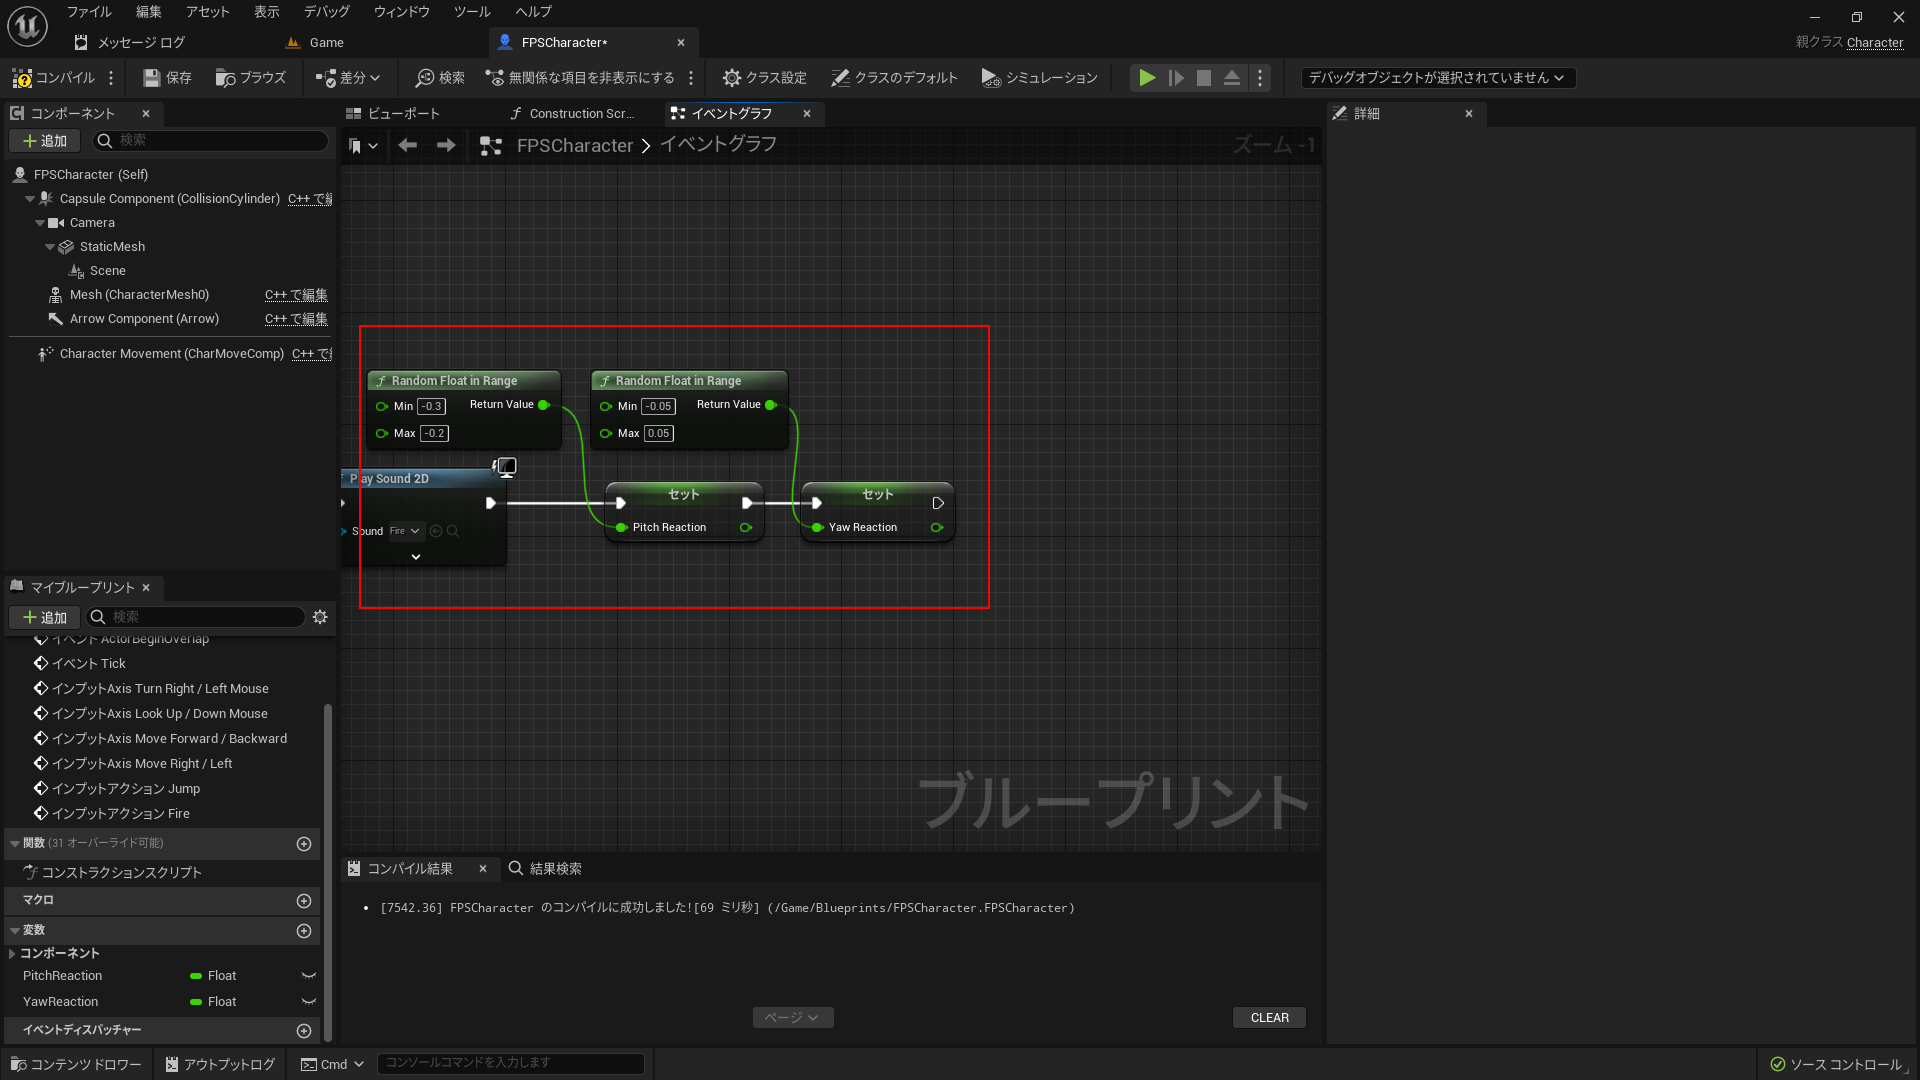 ファイル 編集 アセット 表示 デバッグ ウィンドウ ツール ヘルプ
メッセージ ログ Game FPSCharacter*
親クラス Character
コンパイル 保存 ブラウズ 差分 検索 無関係な項目を非表示にする クラス設定 クラスのデフォルト シミュレーション デバッグオブジェクトが選択されていません
コンポーネント
追加 検索
FPSCharacter (Self)
Capsule Component (CollisionCylinder) C++ で編
Camera
StaticMesh
Scene
Mesh (CharacterMesh0) C++ で編集
Arrow Component (Arrow) C++ で編集
Character Movement (CharMoveComp) C++ で
マイブループリント
追加 検索
イベント ActorBeginOverlap
イベント Tick
インプットAxis Turn Right / Left Mouse
インプットAxis Look Up / Down Mouse
インプットAxis Move Forward / Backward
インプットAxis Move Right / Left
インプットアクション Jump
インプットアクション Fire
関数 (31 オーバーライド可能)
コンストラクションスクリプト
マクロ
変数
コンポーネント
PitchReaction Float
YawReaction Float
イベントディスパッチャー
ビューポート Construction Scr... イベントグラフ
FPSCharacter > イベントグラフ ズーム -1
Random Float in Range
Min -0.3 Return Value
Max -0.2
Random Float in Range
Min -0.05 Return Value
Max 0.05
Play Sound 2D
Sound Fire
セット
Pitch Reaction
セット
Yaw Reaction
ブループリント
コンパイル結果 結果検索
• [7542.36] FPSCharacter のコンパイルに成功しました![69 ミリ秒] (/Game/Blueprints/FPSCharacter.FPSCharacter)
ページ CLEAR
詳細
コンテンツ ドロワー アウトプットログ Cmd コンソールコマンドを入力します ソース コントロール